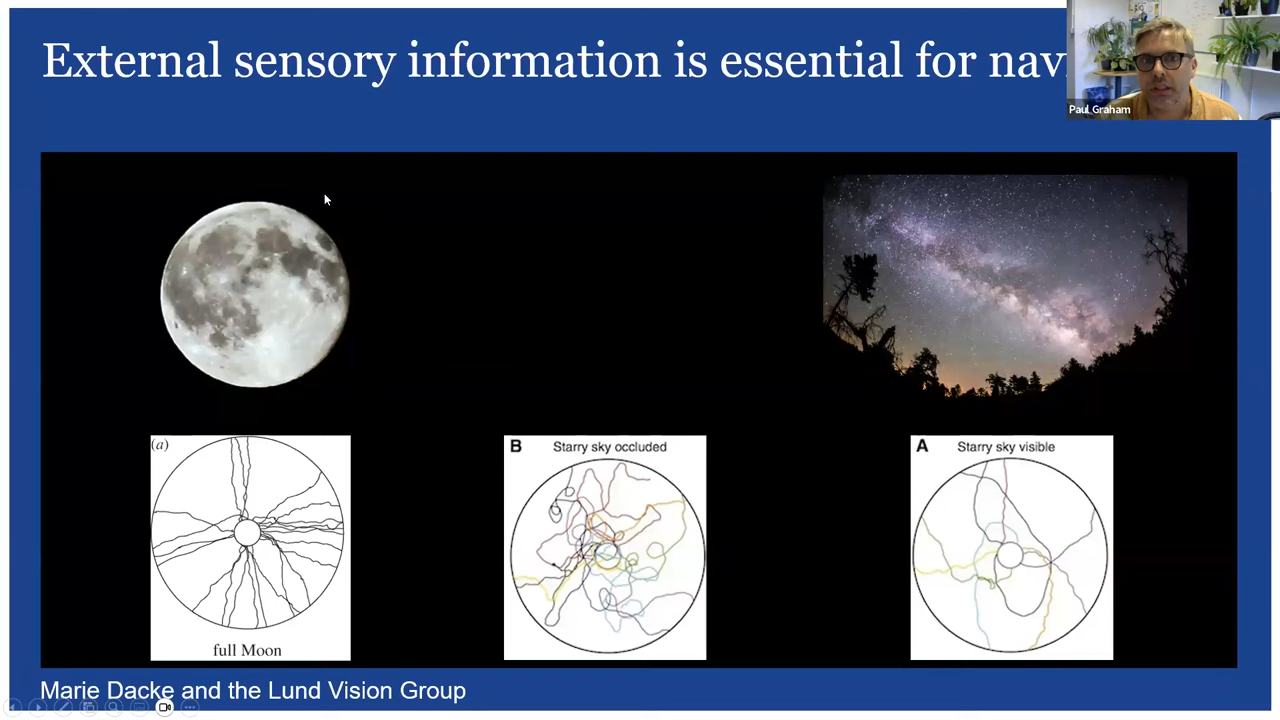 External sensory information is essential for nav
Paul Graham
(a)
full Moon
B Starry sky occluded
A Starry sky visible
Marie Dacke and the Lund Vision Group